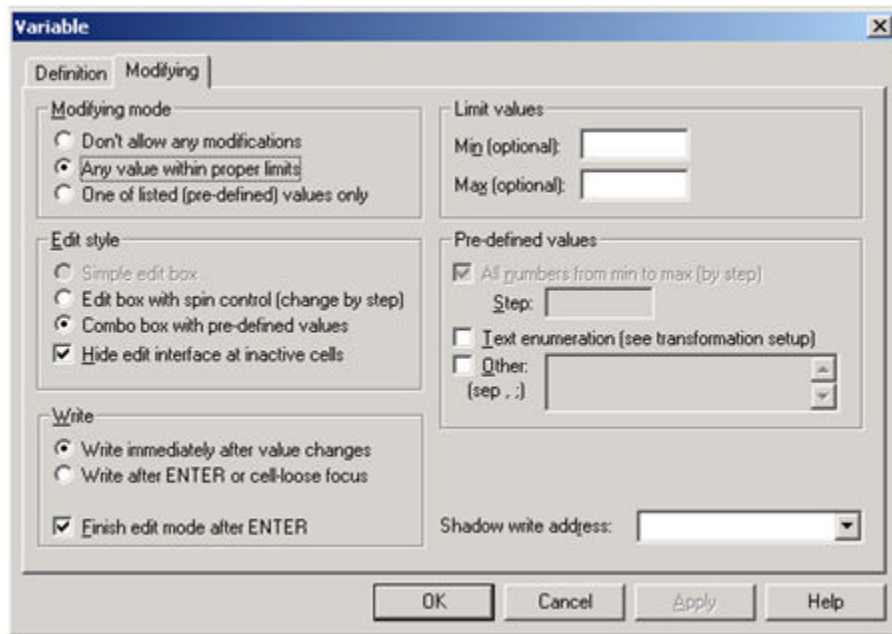 Variable
Definition
Modifying
Modifying mode
Don't allow any modifications
Any value within proper limits
One of listed (pre-defined) values only
Limit values
Min (optional):
Max (optional):
Edit style
Simple edit box
Edit box with spin control (change by step)
Combo box with pre-defined values
Hide edit interface at inactive cells
Pre-defined values
All numbers from min to max (by step)
Step:
Text enumeration (see transformation setup)
Other:
(sep , ;)
Write
Write immediately after value changes
Write after ENTER or cell-loose focus
Finish edit mode after ENTER
Shadow write address:
OK
Cancel
Apply
Help